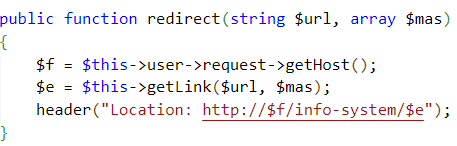 public function redirect(string $url, array $mas)
{
    $f = $this->user->request->getHost();
    $e = $this->getLink($url, $mas);
    header("Location: http://$f/info-system/$e");
}